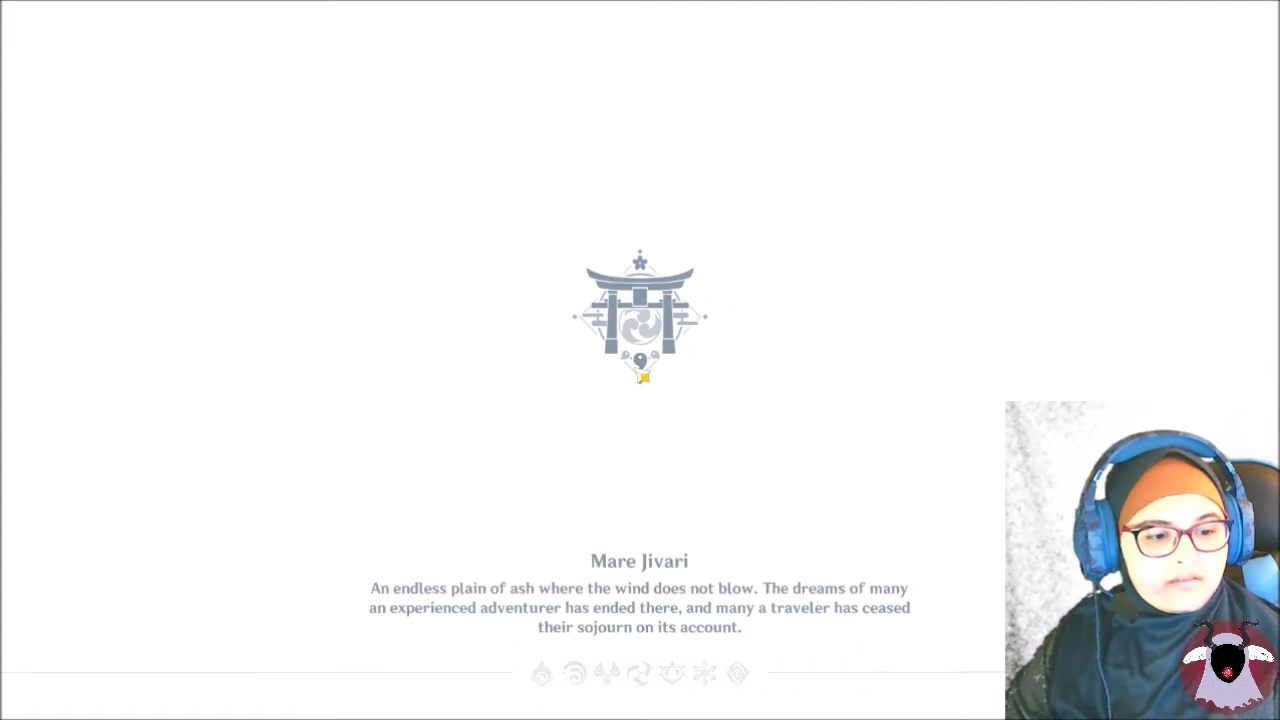 Mare Jivari
An endless plain of ash where the wind does not blow. The dreams of many
an experienced adventurer has ended there, and many a traveler has ceased
their sojourn on its account.